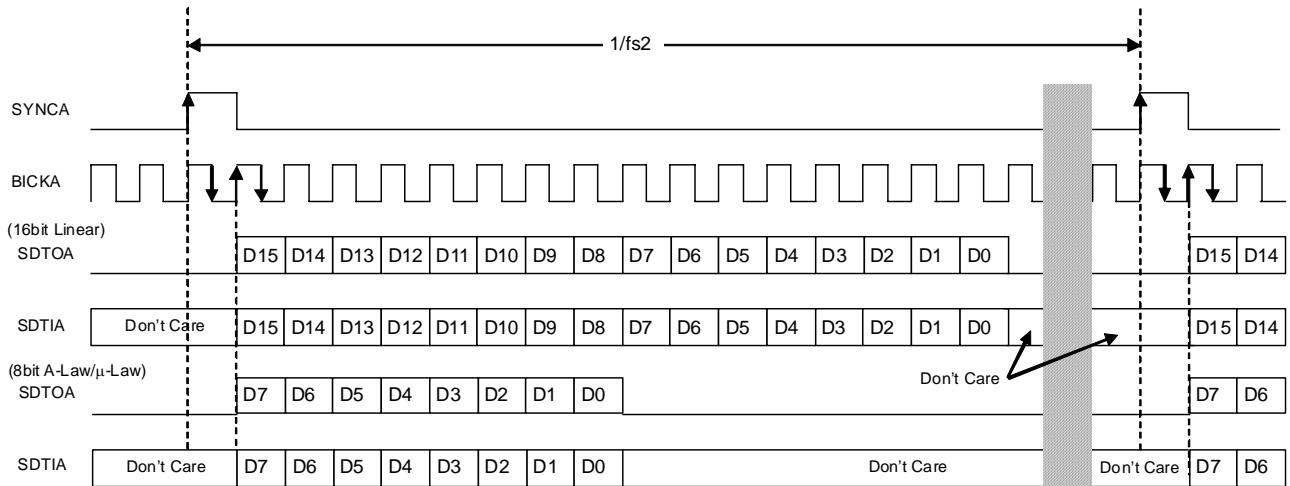 1/fs2
SYNCA
BICKA
(16bit Linear)
SDTOA D15 D14 D13 D12 D11 D10 D9 D8 D7 D6 D5 D4 D3 D2 D1 D0 D15 D14
SDTIA Don't Care D15 D14 D13 D12 D11 D10 D9 D8 D7 D6 D5 D4 D3 D2 D1 D0 D15 D14
Don't Care
(8bit A-Law/μ-Law)
SDTOA D7 D6 D5 D4 D3 D2 D1 D0 D7 D6
SDTIA Don't Care D7 D6 D5 D4 D3 D2 D1 D0 Don't Care Don't Care D7 D6